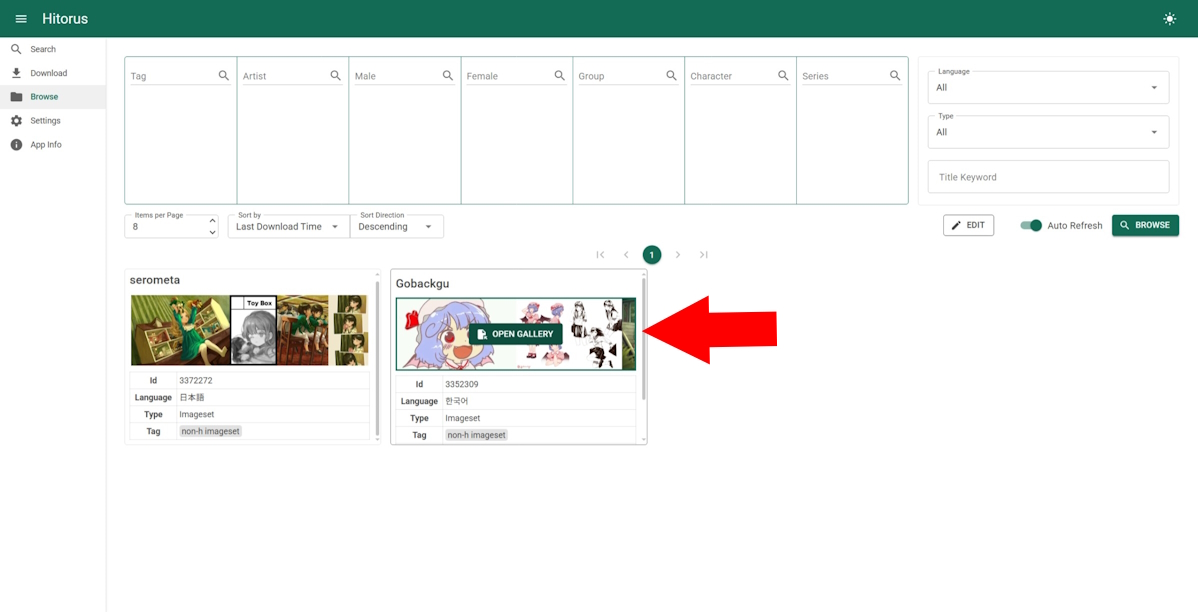 Hitorus
Search
Download
Browse
Settings
App Info
Tag
Artist
Male
Female
Group
Character
Series
Language
All
Type
All
Title Keyword
Items per Page
8
Sort by
Last Download Time
Sort Direction
Descending
EDIT
Auto Refresh
BROWSE
1
serometa
Toy Box
Id 3372272
Language 日本語
Type Imageset
Tag non-h imageset
Gobackgu
OPEN GALLERY
Id 3352309
Language 한국어
Type Imageset
Tag non-h imageset